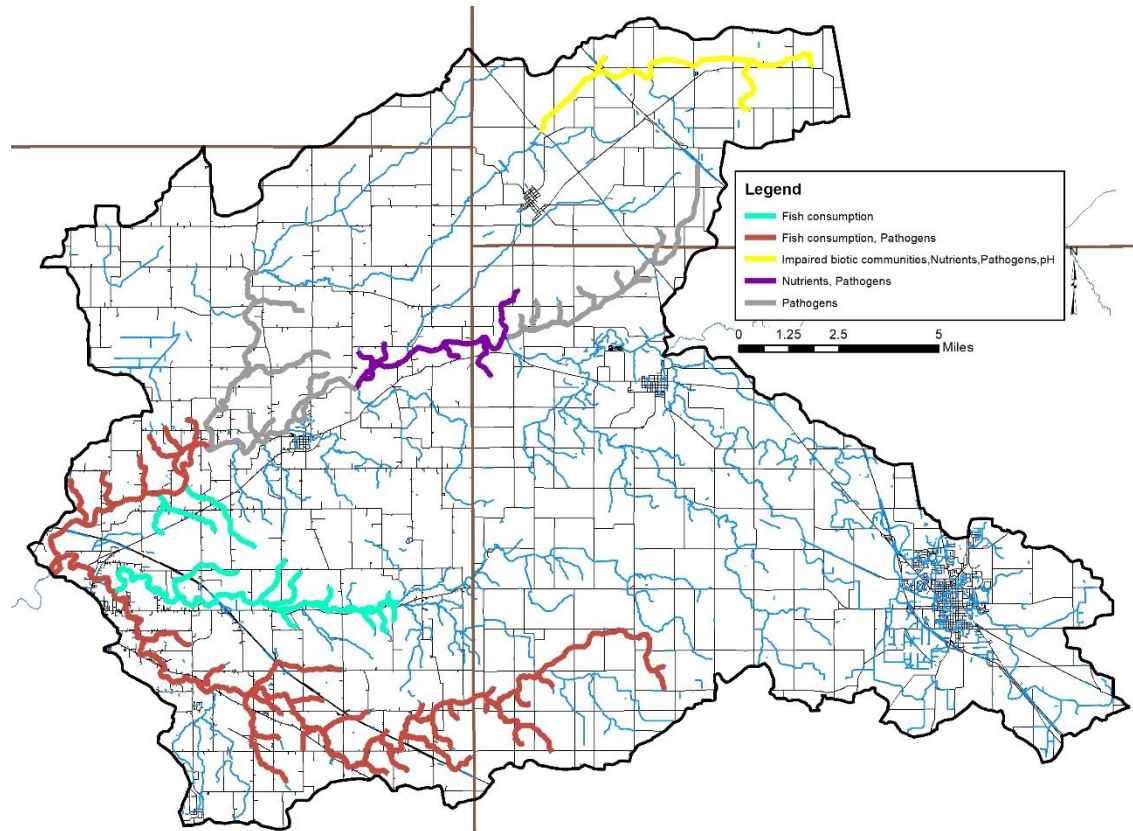 Legend
Fish consumption
Fish consumption, Pathogens
Impaired biotic communities,Nutrients,Pathogens,pH
Nutrients, Pathogens
Pathogens
N
0 1.25 2.5 5
Miles